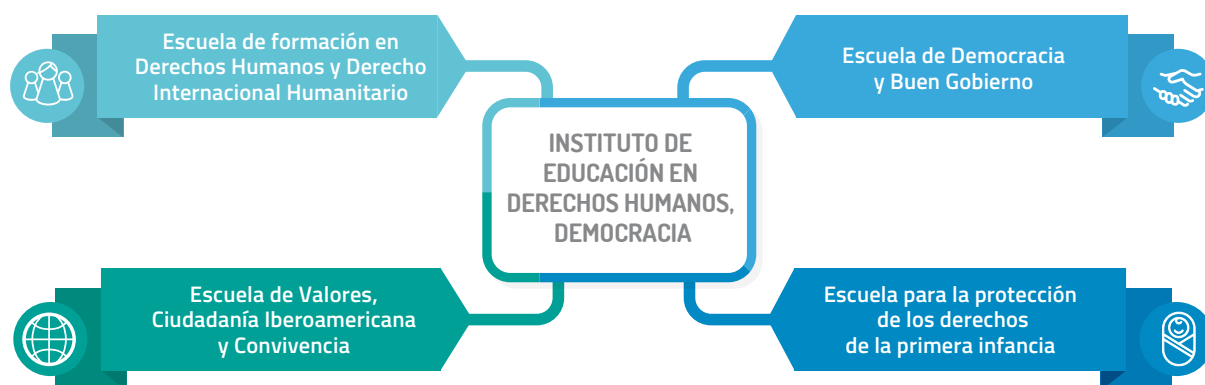 Escuela de formación en
Derechos Humanos y Derecho
Internacional Humanitario
Escuela de Democracia
y Buen Gobierno
INSTITUTO DE
EDUCACIÓN EN
DERECHOS HUMANOS,
DEMOCRACIA
Escuela de Valores,
Ciudadanía Iberoamericana
y Convivencia
Escuela para la protección
de los derechos
de la primera infancia